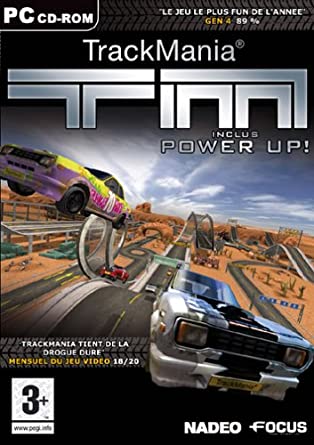 PC CD-ROM
"LE JEU LE PLUS FUN DE L'ANNÉE"
GEN 4 89 %
TrackMania®
TM
INCLUS
POWER UP!
TRACKMANIA TIENT DE LA
DROGUE DURE
MENSUEL DU JEU VIDEO 18/20
TrackMania
3+
www.pegi.info
NADEO FOCUS